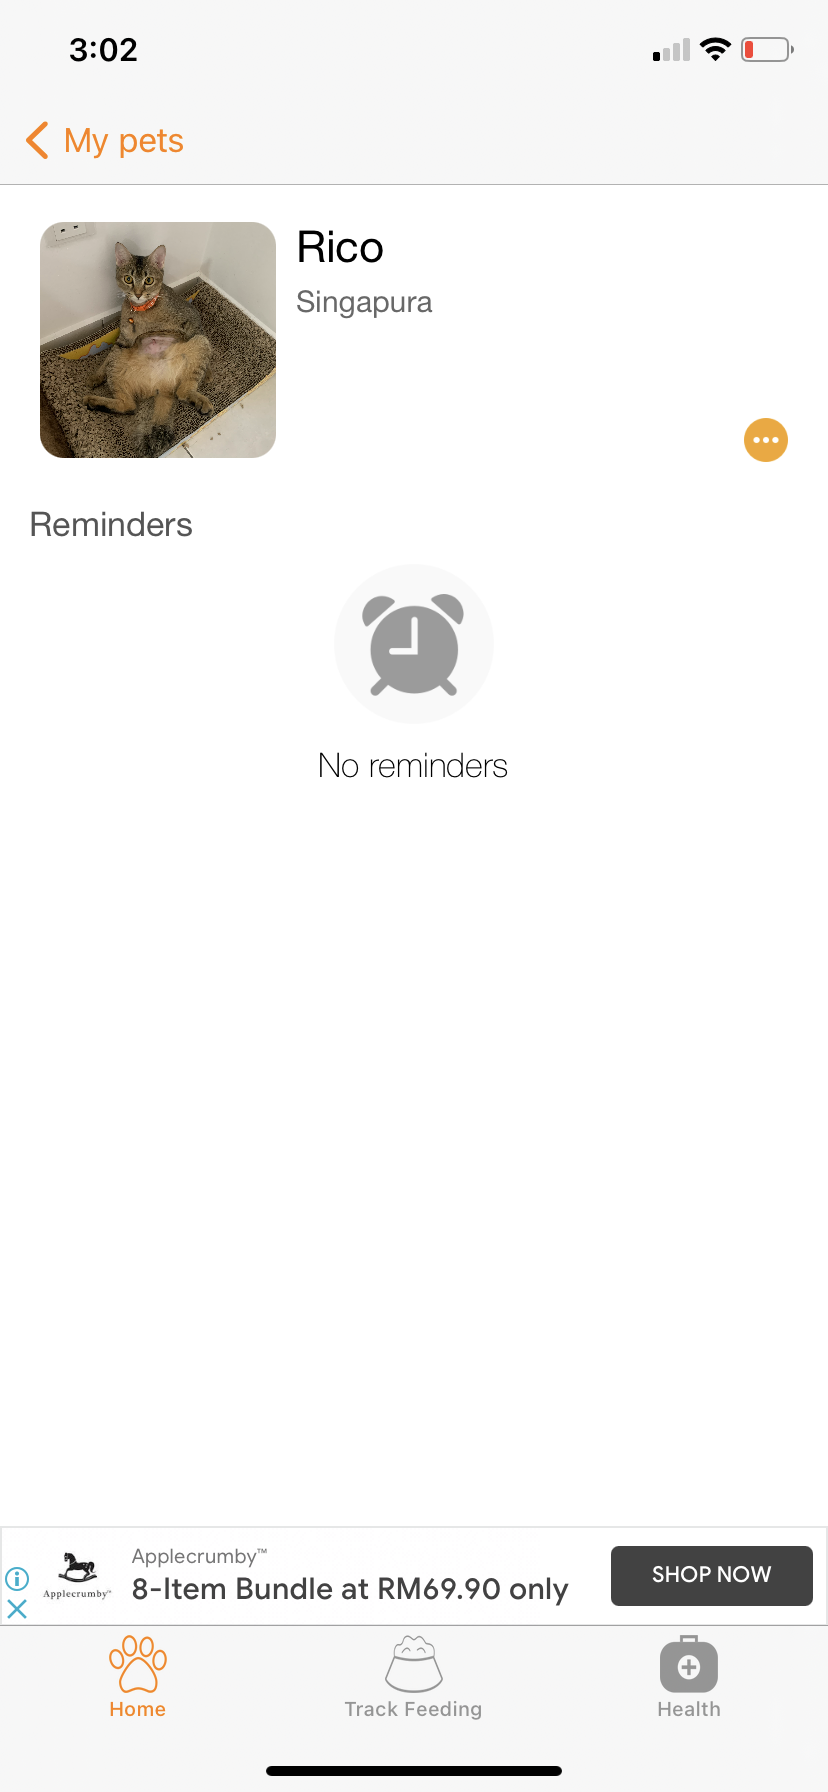 3:02
My pets
Rico
Singapura
Reminders
No reminders
Applecrumby™
8-Item Bundle at RM69.90 only
Applecrumby™
SHOP NOW
Home
Track Feeding
Health